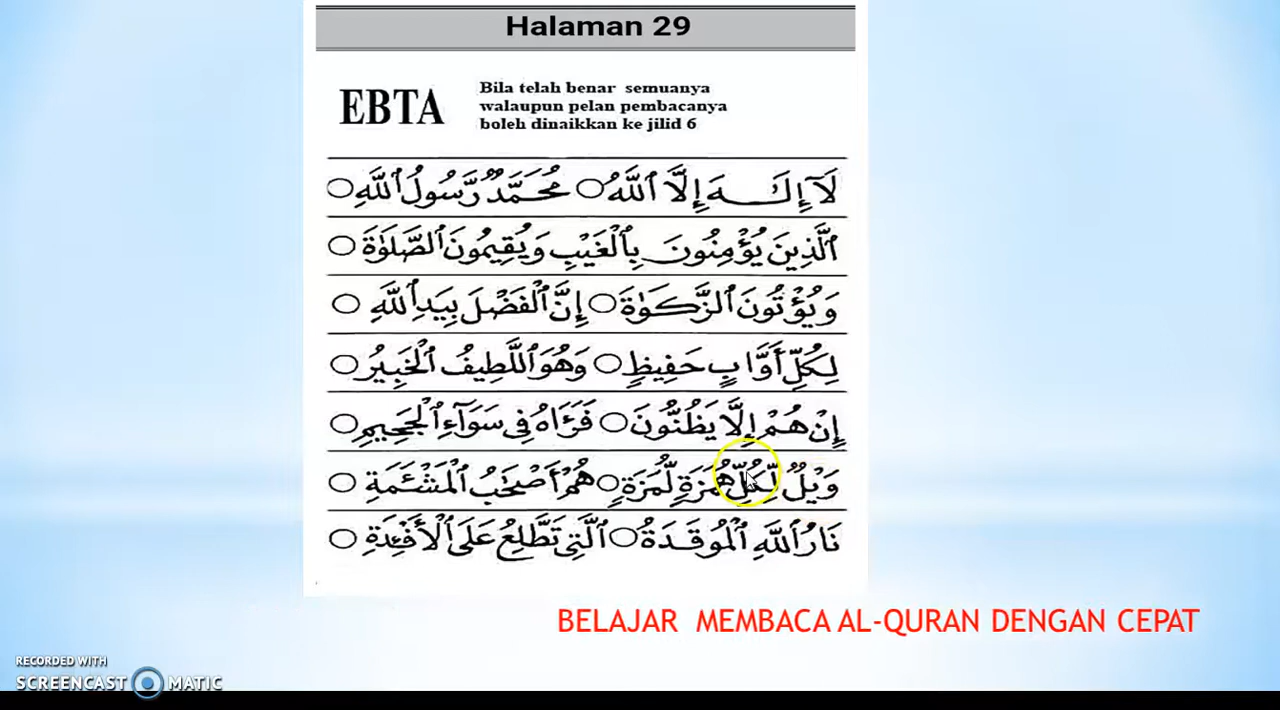 Halaman 29
EBTA
Bila telah benar semuanya
walaupun pelan pembacanya
boleh dinaikkan ke jilid 6
لَآ إِلَـٰهَ إِلَّا ٱللَّهُ ○ مُحَمَّدٌ رَّسُولُ ٱللَّهِ ○
ٱلَّذِينَ يُؤْمِنُونَ بِٱلْغَيْبِ وَيُقِيمُونَ ٱلصَّلَوٰةَ ○
وَيُؤْتُونَ ٱلزَّكَوٰةَ ○ إِنَّ ٱلْفَضْلَ بِيَدِ ٱللَّهِ ○
لِكُلِّ أَوَّابٍ حَفِيظٍ ○ وَهُوَ ٱللَّطِيفُ ٱلْخَبِيرُ ○
إِنْ هُمْ إِلَّا يَظُنُّونَ ○ فَرَءَاهُ فِى سَوَآءِ ٱلْجَحِيمِ ○
وَيْلٌ لِّكُلِّ هُمَزَةٍ لُّمَزَةٍ ○ هُمْ أَصْحَـٰبُ ٱلْمَشْـَٔمَةِ ○
نَارُ ٱللَّهِ ٱلْمُوقَدَةُ ○ ٱلَّتِى تَطَّلِعُ عَلَى ٱلْأَفْـِٔدَةِ ○
BELAJAR MEMBACA AL-QURAN DENGAN CEPAT
RECORDED WITH
SCREENCAST MATIC